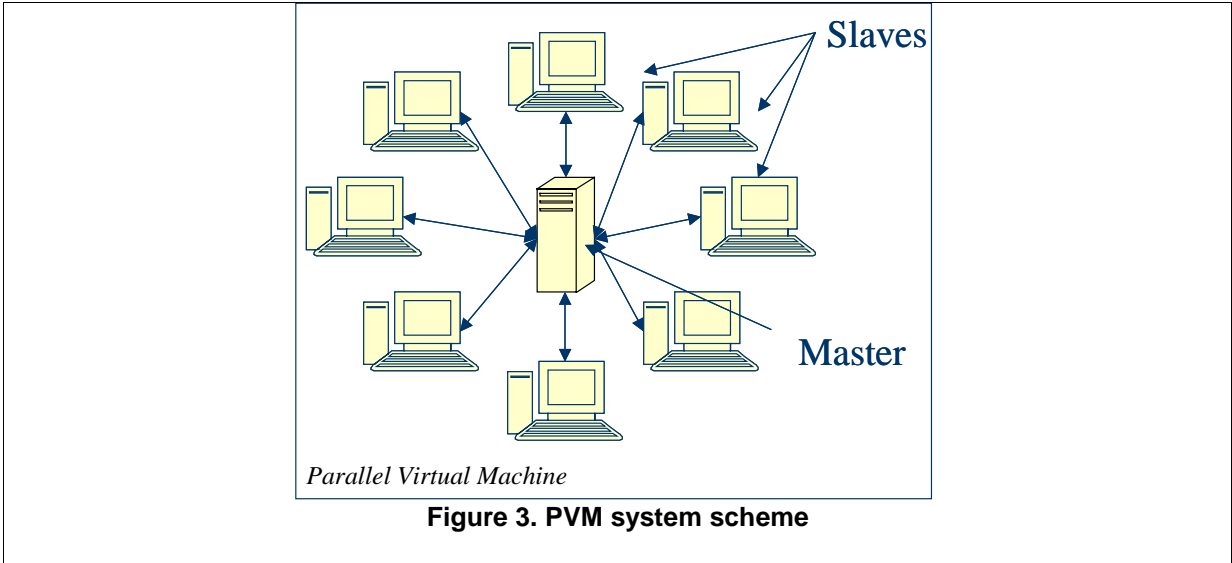 Slaves
Master
Parallel Virtual Machine
Figure 3. PVM system scheme